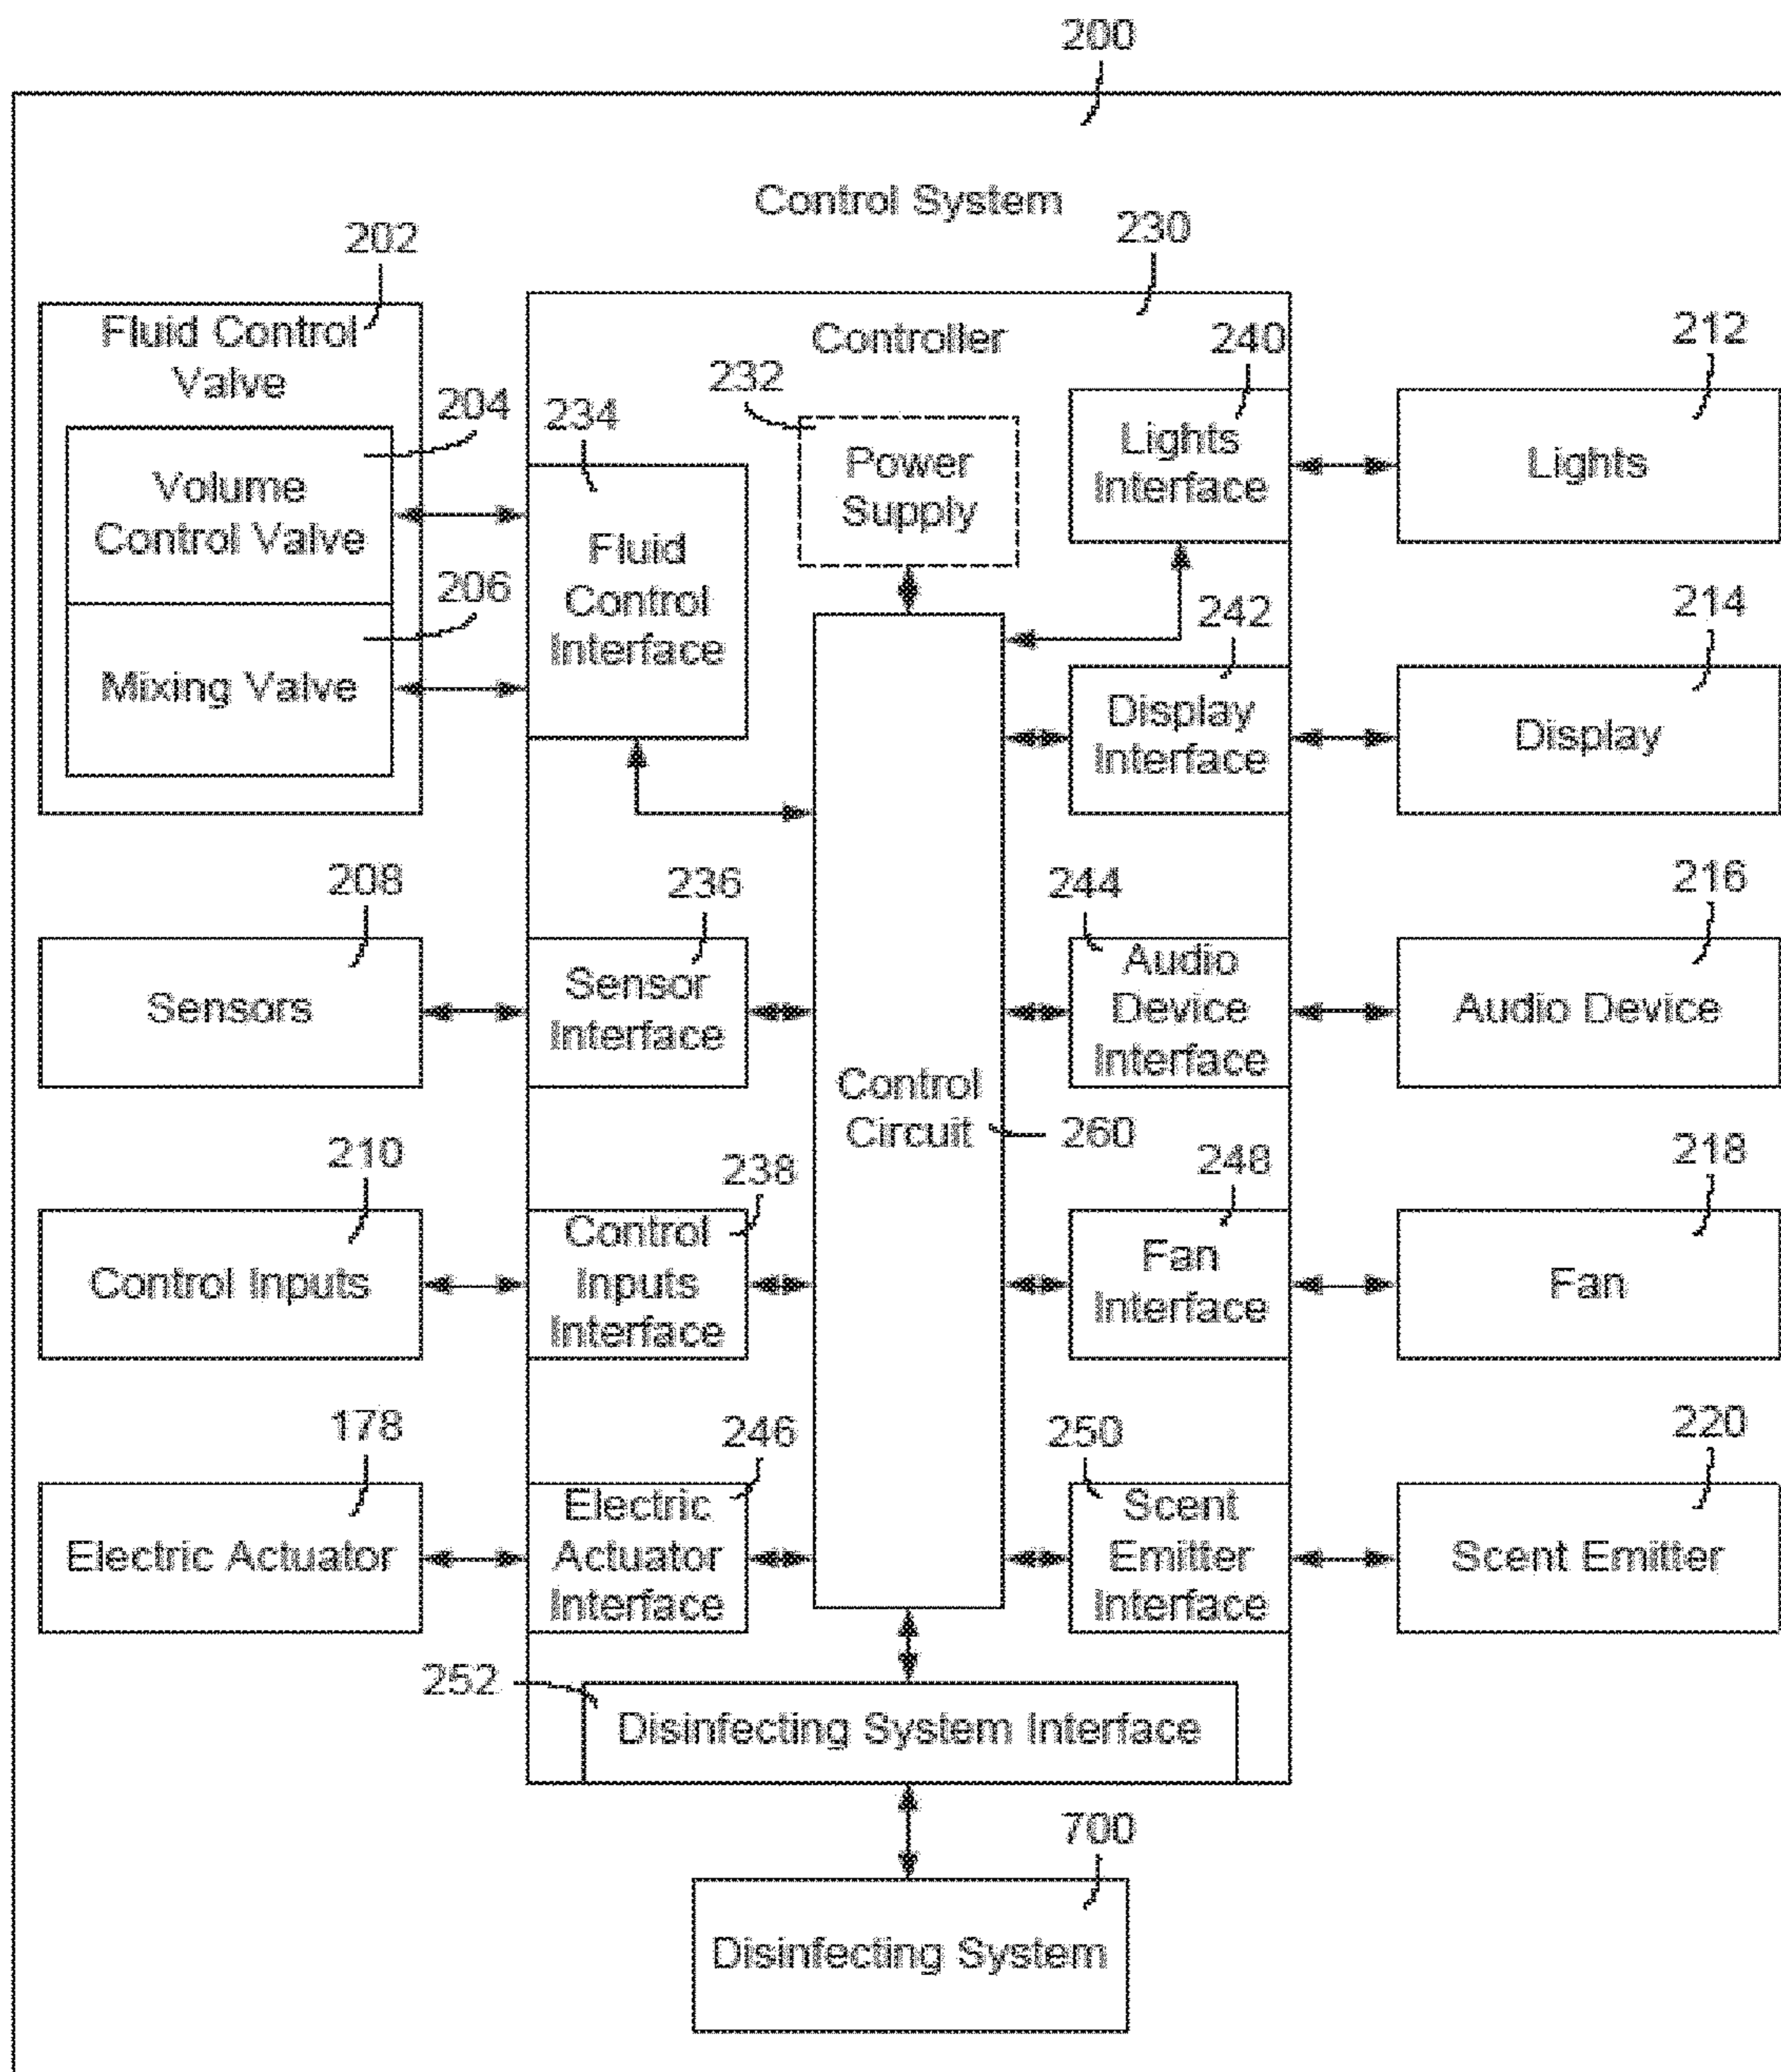 200
Control System
202
230
Fluid Control
Valve
Controller
240
212
232
204
234
Power
Supply
Lights
Interface
Lights
Volume
Control Valve
Fluid
Control
Interface
206
242
214
Mixing Valve
Display
Interface
Display
208
236
244
216
Sensors
Sensor
Interface
Audio
Device
Interface
Audio Device
Control
Circuit
260
210
238
248
218
Control Inputs
Control
Inputs
Interface
Fan
Interface
Fan
178
246
250
220
Electric Actuator
Electric
Actuator
Interface
Scent
Emitter
Interface
Scent Emitter
252
Disinfecting System Interface
700
Disinfecting System